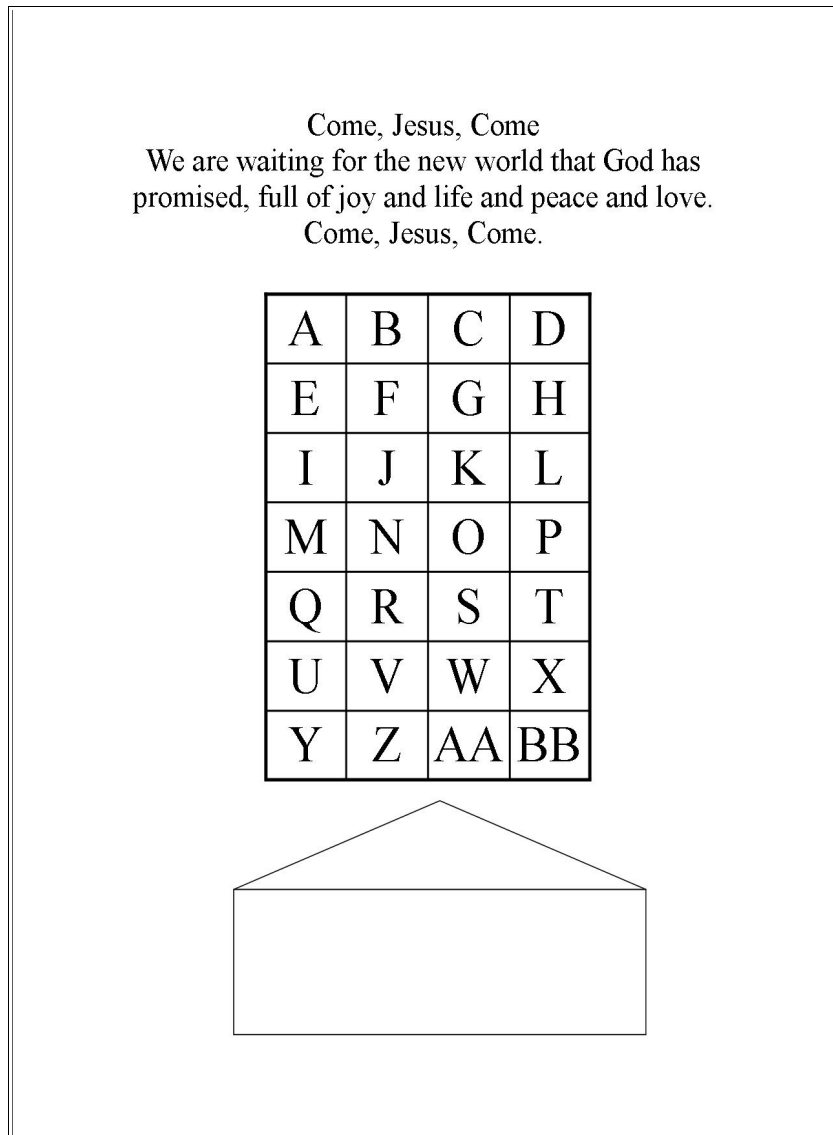 Come, Jesus, Come
We are waiting for the new world that God has
promised, full of joy and life and peace and love.
Come, Jesus, Come.
A B C D
E F G H
I J K L
M N O P
Q R S T
U V W X
Y Z AA BB